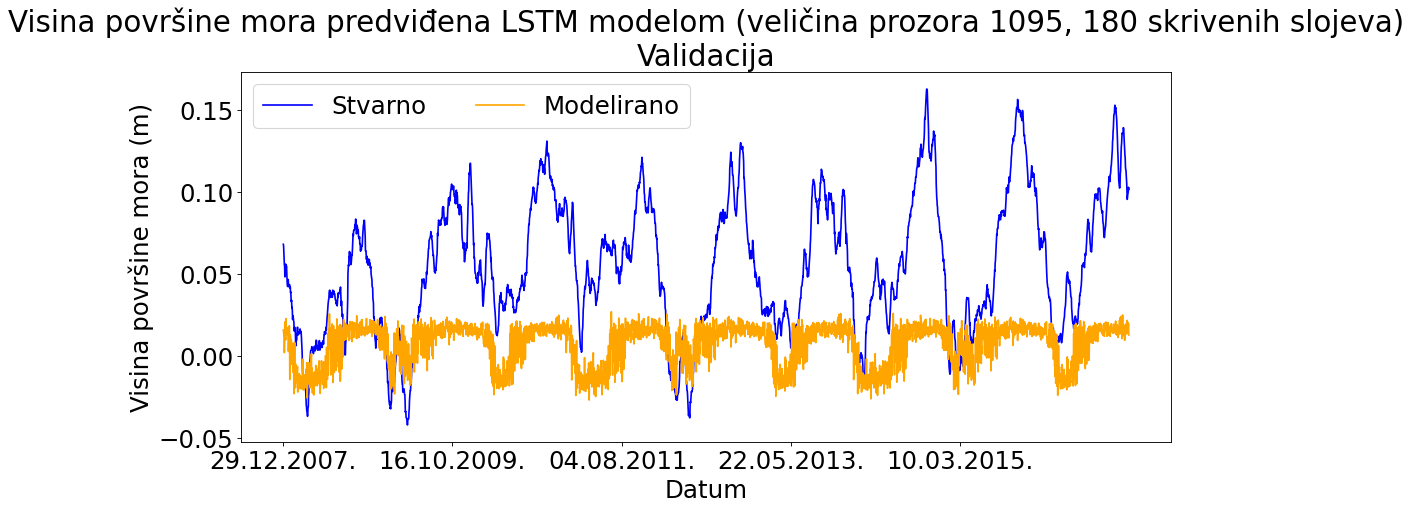 Visina površine mora predviđena LSTM modelom (veličina prozora 1095, 180 skrivenih slojeva)
Validacija
Stvarno
Modelirano
Visina površine mora (m)
0.15
0.10
0.05
0.00
−0.05
29.12.2007.
16.10.2009.
04.08.2011.
22.05.2013.
10.03.2015.
Datum